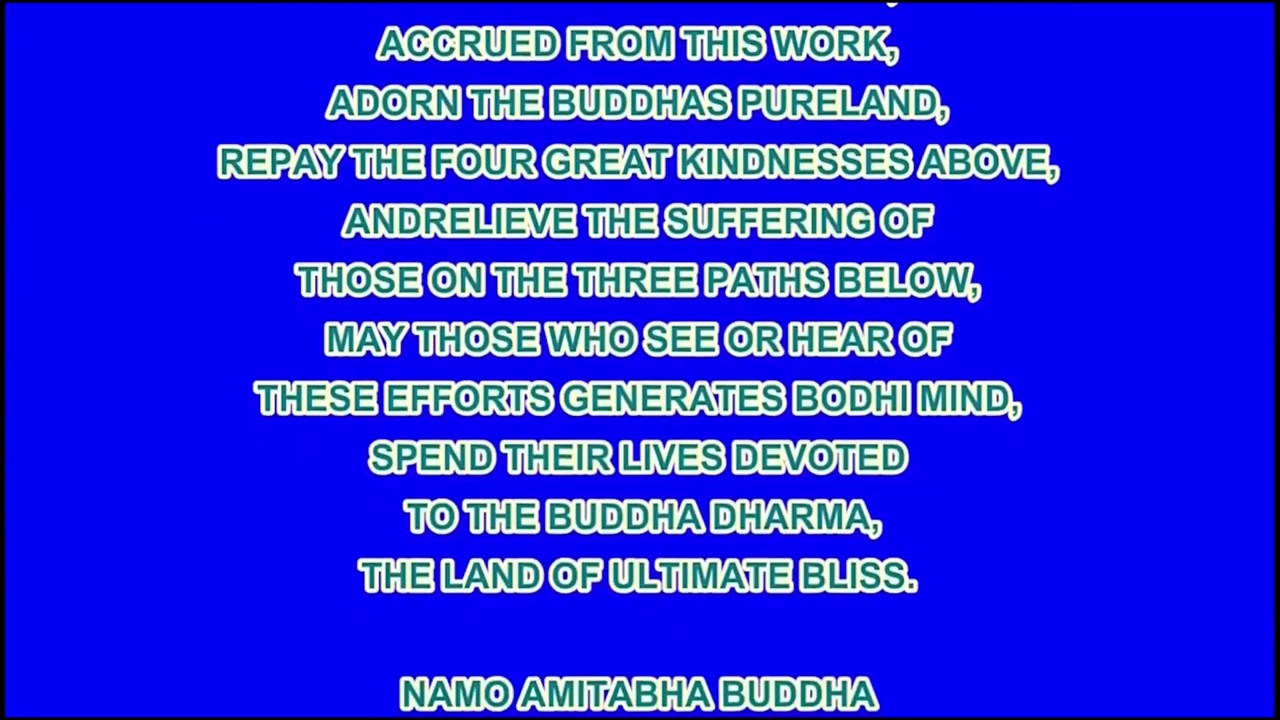 ACCRUED FROM THIS WORK,
ADORN THE BUDDHAS PURELAND,
REPAY THE FOUR GREAT KINDNESSES ABOVE,
ANDRELIEVE THE SUFFERING OF
THOSE ON THE THREE PATHS BELOW,
MAY THOSE WHO SEE OR HEAR OF
THESE EFFORTS GENERATES BODHI MIND,
SPEND THEIR LIVES DEVOTED
TO THE BUDDHA DHARMA,
THE LAND OF ULTIMATE BLISS.
NAMO AMITABHA BUDDHA